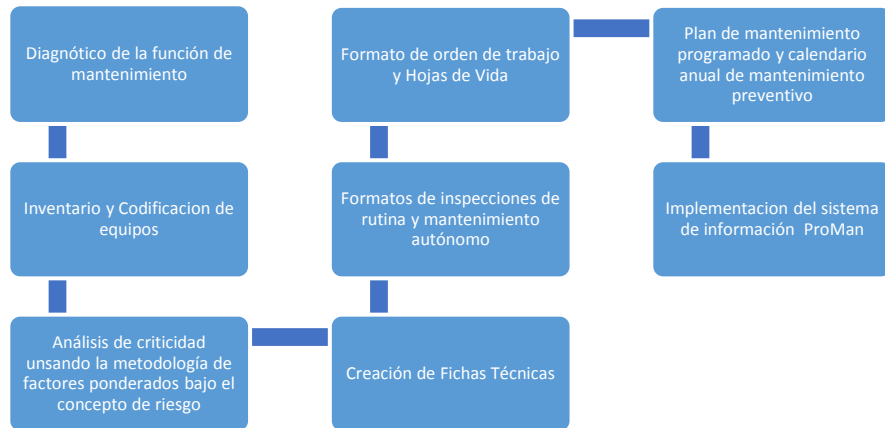 Diagnótico de la función de
mantenimiento
Inventario y Codificacion de
equipos
Análisis de criticidad
unsando la metodología de
factores ponderados bajo el
concepto de riesgo
Creación de Fichas Técnicas
Formatos de inspecciones de
rutina y mantenimiento
autónomo
Formato de orden de trabajo
y Hojas de Vida
Plan de mantenimiento
programado y calendario
anual de mantenimiento
preventivo
Implementacion del sistema
de información ProMan